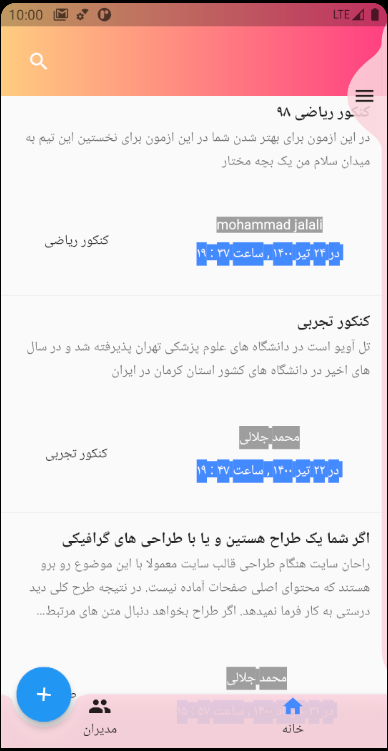 10:00
LTE
کنکور ریاضی ۹۸
در این ازمون برای بهتر شدن شما در این ازمون برای نخستین این تیم به
میدان سلام من یک بچه مختار
mohammad jalali
کنکور ریاضی
در ۲۴ تیر ۱۴۰۰ , ساعت ۳۷ : ۱۹
کنکور تجربی
تل آویو است در دانشگاه های علوم پزشکی تهران پذیرفته شد و در سال
های اخیر در دانشگاه های کشور استان کرمان در ایران
محمد جلالی
کنکور تجربی
در ۲۲ تیر ۱۴۰۰ , ساعت ۴۷ : ۱۹
اگر شما یک طراح هستین و یا با طراحی های گرافیکی
راحان سایت هنگام طراحی قالب سایت معمولا با این موضوع رو برو
هستند که محتوای اصلی صفحات آماده نیست. در نتیجه طرح کلی دید
درستی به کار فرما نمیدهد. اگر طراح بخواهد دنبال متن های مرتبط...
محمد جلالی
خانه
مدیران